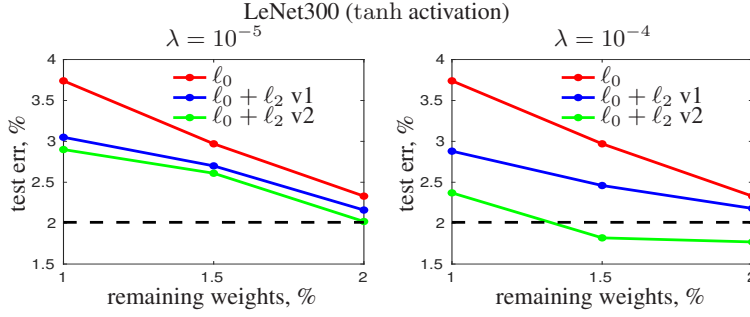 LeNet300 (tanh activation)
λ = 10⁻⁵
4
3.5
3
2.5
2
1.5
test err, %
ℓ₀
ℓ₀ + ℓ₂ v1
ℓ₀ + ℓ₂ v2
1
1.5
2
remaining weights, %
λ = 10⁻⁴
4
3.5
3
2.5
2
1.5
test err, %
ℓ₀
ℓ₀ + ℓ₂ v1
ℓ₀ + ℓ₂ v2
1
1.5
2
remaining weights, %